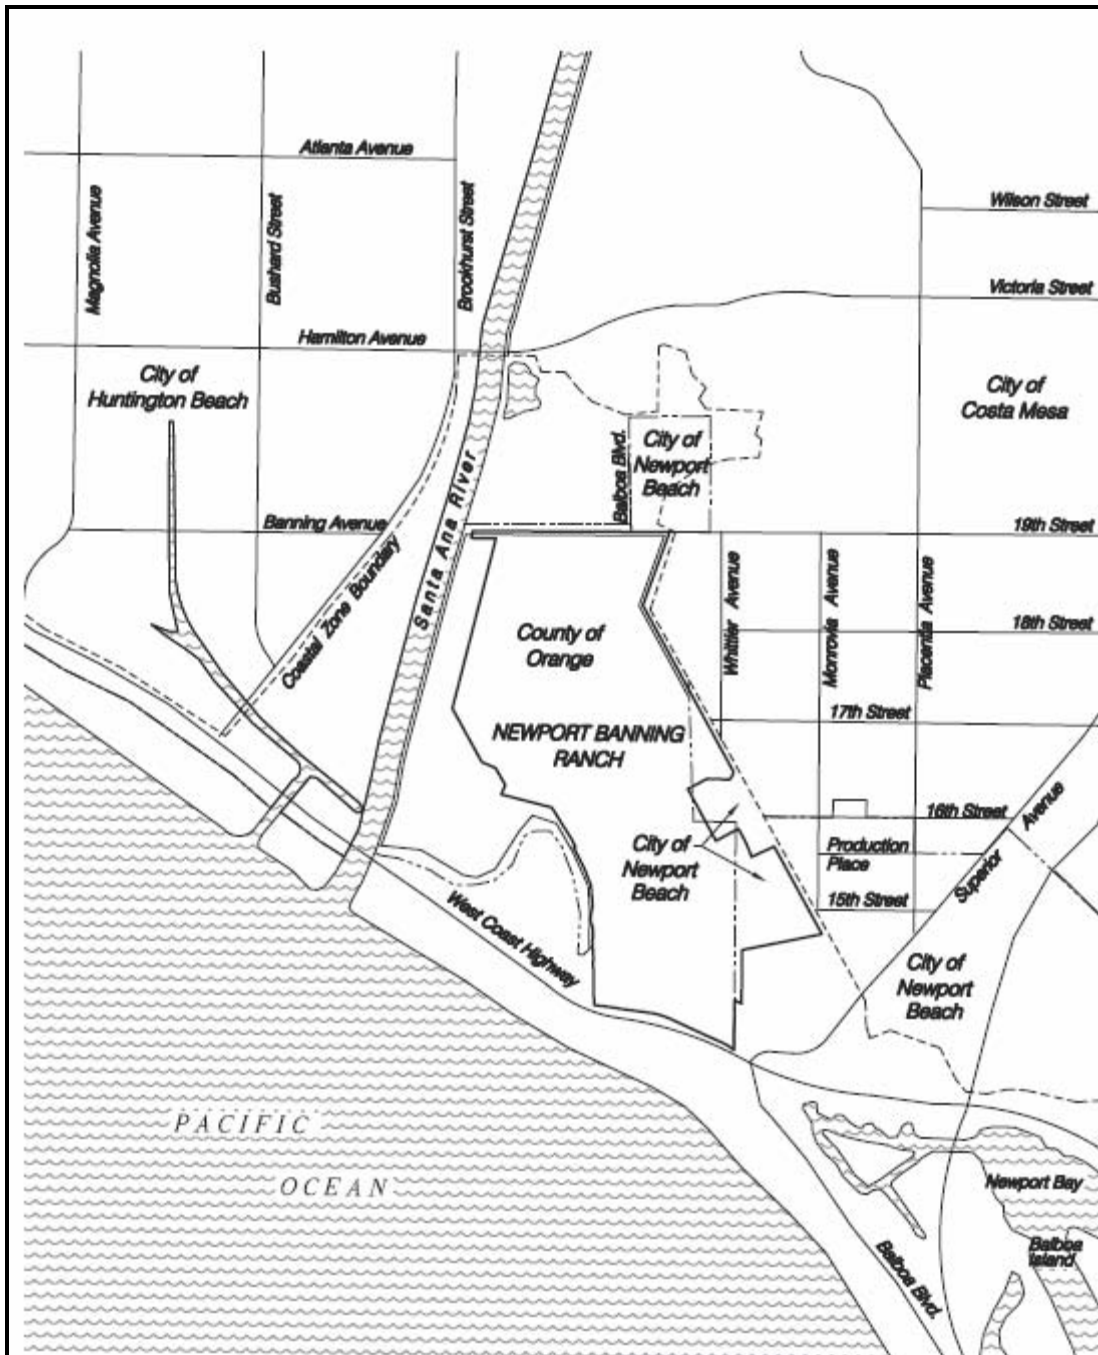 Atlanta Avenue
Magnolia Avenue
Bushard Street
Brookhurst Street
Wilson Street
Victoria Street
Hamilton Avenue
City of
Huntington Beach
City of
Costa Mesa
Balboa Blvd.
City of
Newport
Beach
Santa Ana River
Banning Avenue
19th Street
Coastal Zone Boundary
Whittier Avenue
Monrovia Avenue
Placentia Avenue
18th Street
County of
Orange
17th Street
NEWPORT BANNING
RANCH
16th Street
Superior Avenue
City of
Newport
Beach
Production
Place
15th Street
West Coast Highway
City of
Newport
Beach
PACIFIC
OCEAN
Newport Bay
Balboa
Island
Balboa Blvd.